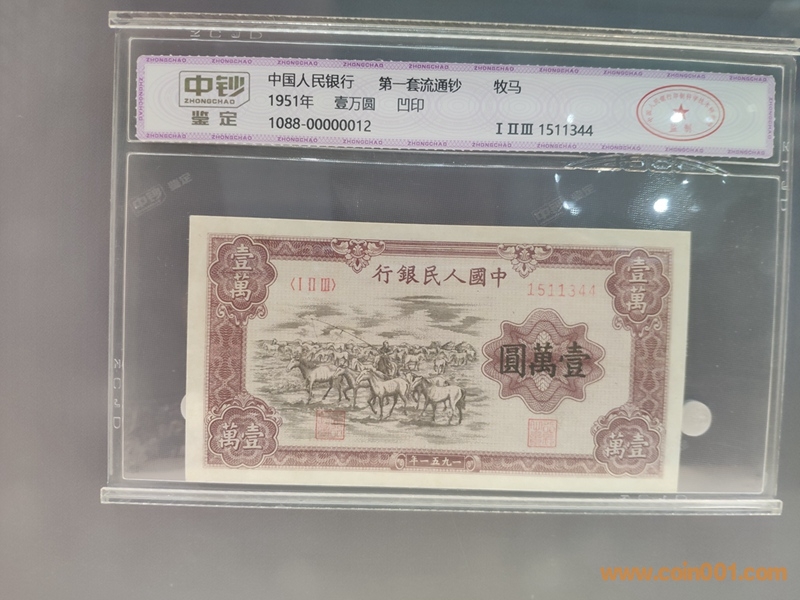 中钞
ZHONGCHAO
鉴定
中国人民银行 第一套流通钞 牧马
1951年 壹万圆 凹印
1088-00000012 I II III 1511344
壹萬
壹萬
行銀民人國中
〈I II III〉
1511344
圓萬壹
萬壹
萬壹
年一五九一
www.coin001.com